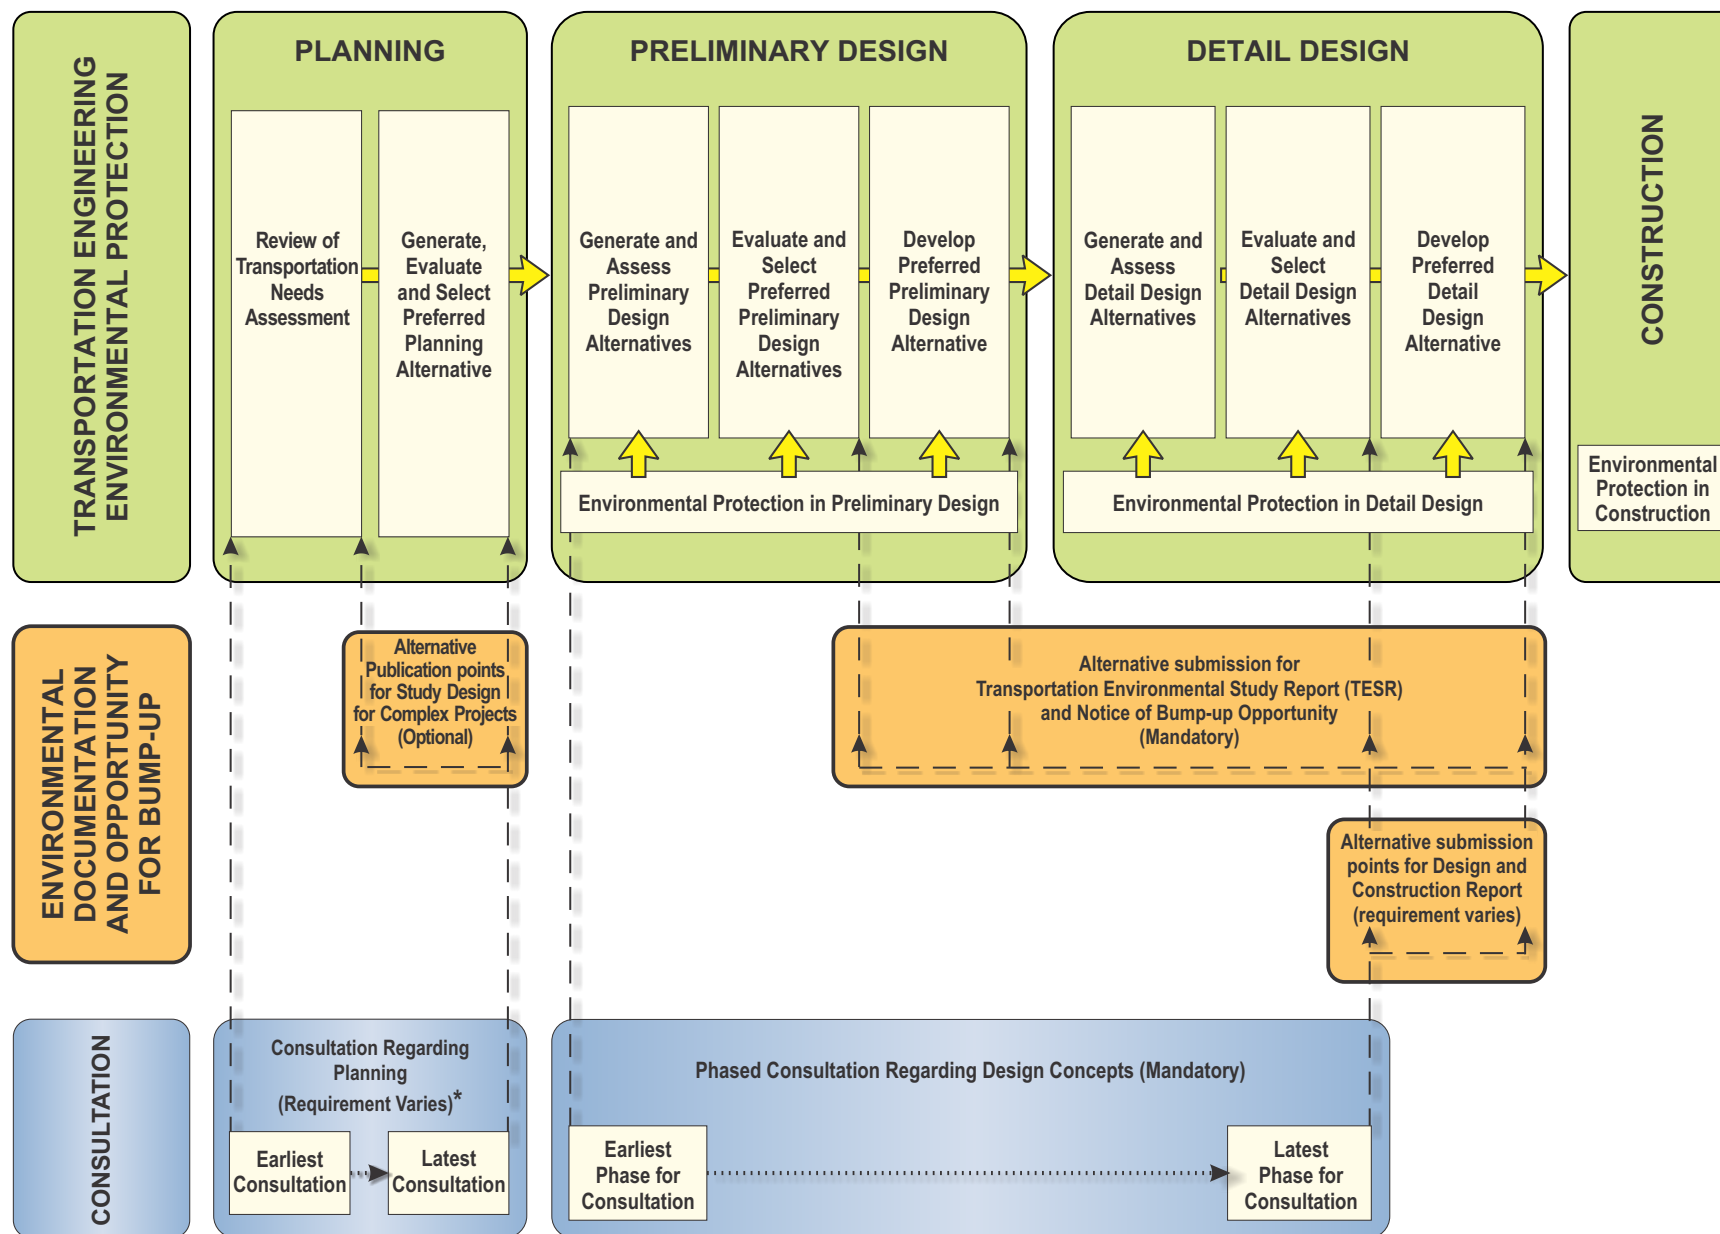 TRANSPORTATION ENGINEERING
ENVIRONMENTAL PROTECTION
PLANNING
Review of
Transportation
Needs
Assessment
Generate,
Evaluate
and Select
Preferred
Planning
Alternative
PRELIMINARY DESIGN
Generate and
Assess
Preliminary
Design
Alternatives
Evaluate and
Select
Preferred
Preliminary
Design
Alternatives
Develop
Preferred
Preliminary
Design
Alternative
Environmental Protection in Preliminary Design
DETAIL DESIGN
Generate and
Assess
Detail Design
Alternatives
Evaluate and
Select
Detail Design
Alternatives
Develop
Preferred
Detail
Design
Alternative
Environmental Protection in Detail Design
CONSTRUCTION
Environmental
Protection in
Construction
ENVIRONMENTAL
DOCUMENTATION
AND OPPORTUNITY
FOR BUMP-UP
Alternative
Publication points
for Study Design
for Complex Projects
(Optional)
Alternative submission for
Transportation Environmental Study Report (TESR)
and Notice of Bump-up Opportunity
(Mandatory)
Alternative submission
points for Design and
Construction Report
(requirement varies)
CONSULTATION
Consultation Regarding
Planning
(Requirement Varies)*
Earliest
Consultation
Latest
Consultation
Phased Consultation Regarding Design Concepts (Mandatory)
Earliest
Phase for
Consultation
Latest
Phase for
Consultation